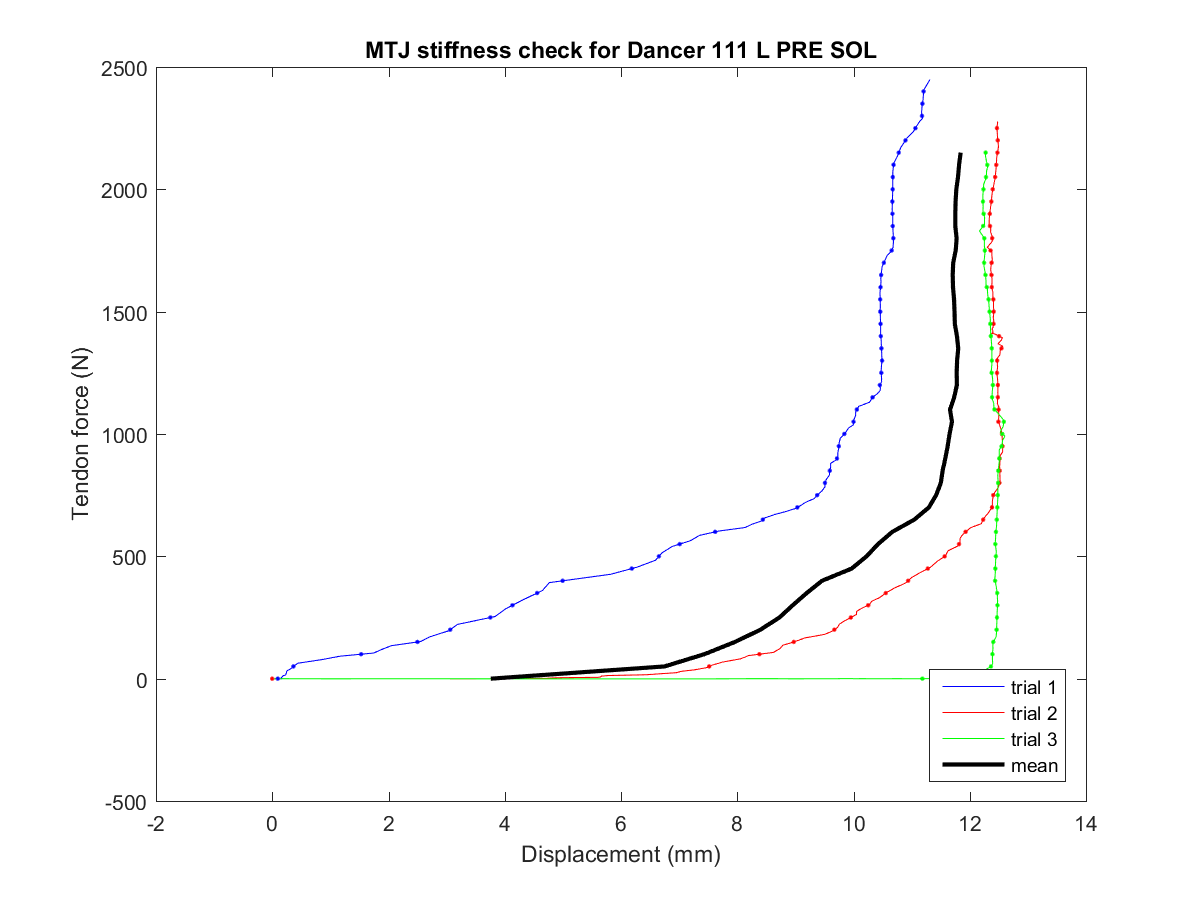 MTJ stiffness check for Dancer 111 L PRE SOL
2500
2000
1500
1000
500
0
-500
Tendon force (N)
-2
0
2
4
6
8
10
12
14
Displacement (mm)
trial 1
trial 2
trial 3
mean